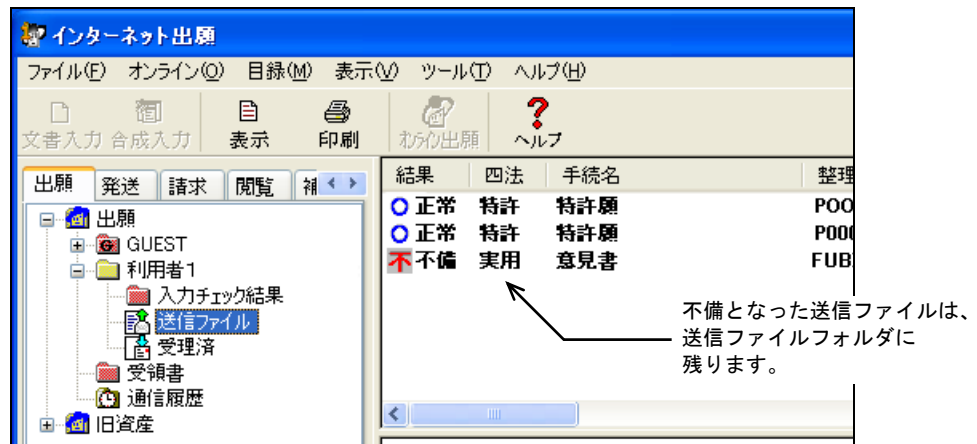 インターネット出願
ファイル(F) オンライン(O) 目録(M) 表示(V) ツール(T) ヘルプ(H)
文書入力 合成入力 表示 印刷 オンライン出願 ヘルプ
出願 発送 請求 閲覧 補
結果 四法 手続名 整理
正常 特許 特許願 POO
正常 特許 特許願 P00
不 不備 実用 意見書 FUB
出願
G GUEST
利用者1
入力チェック結果
送信ファイル
受理済
受領書
通信履歴
旧資産
不備となった送信ファイルは、
送信ファイルフォルダに
残ります。